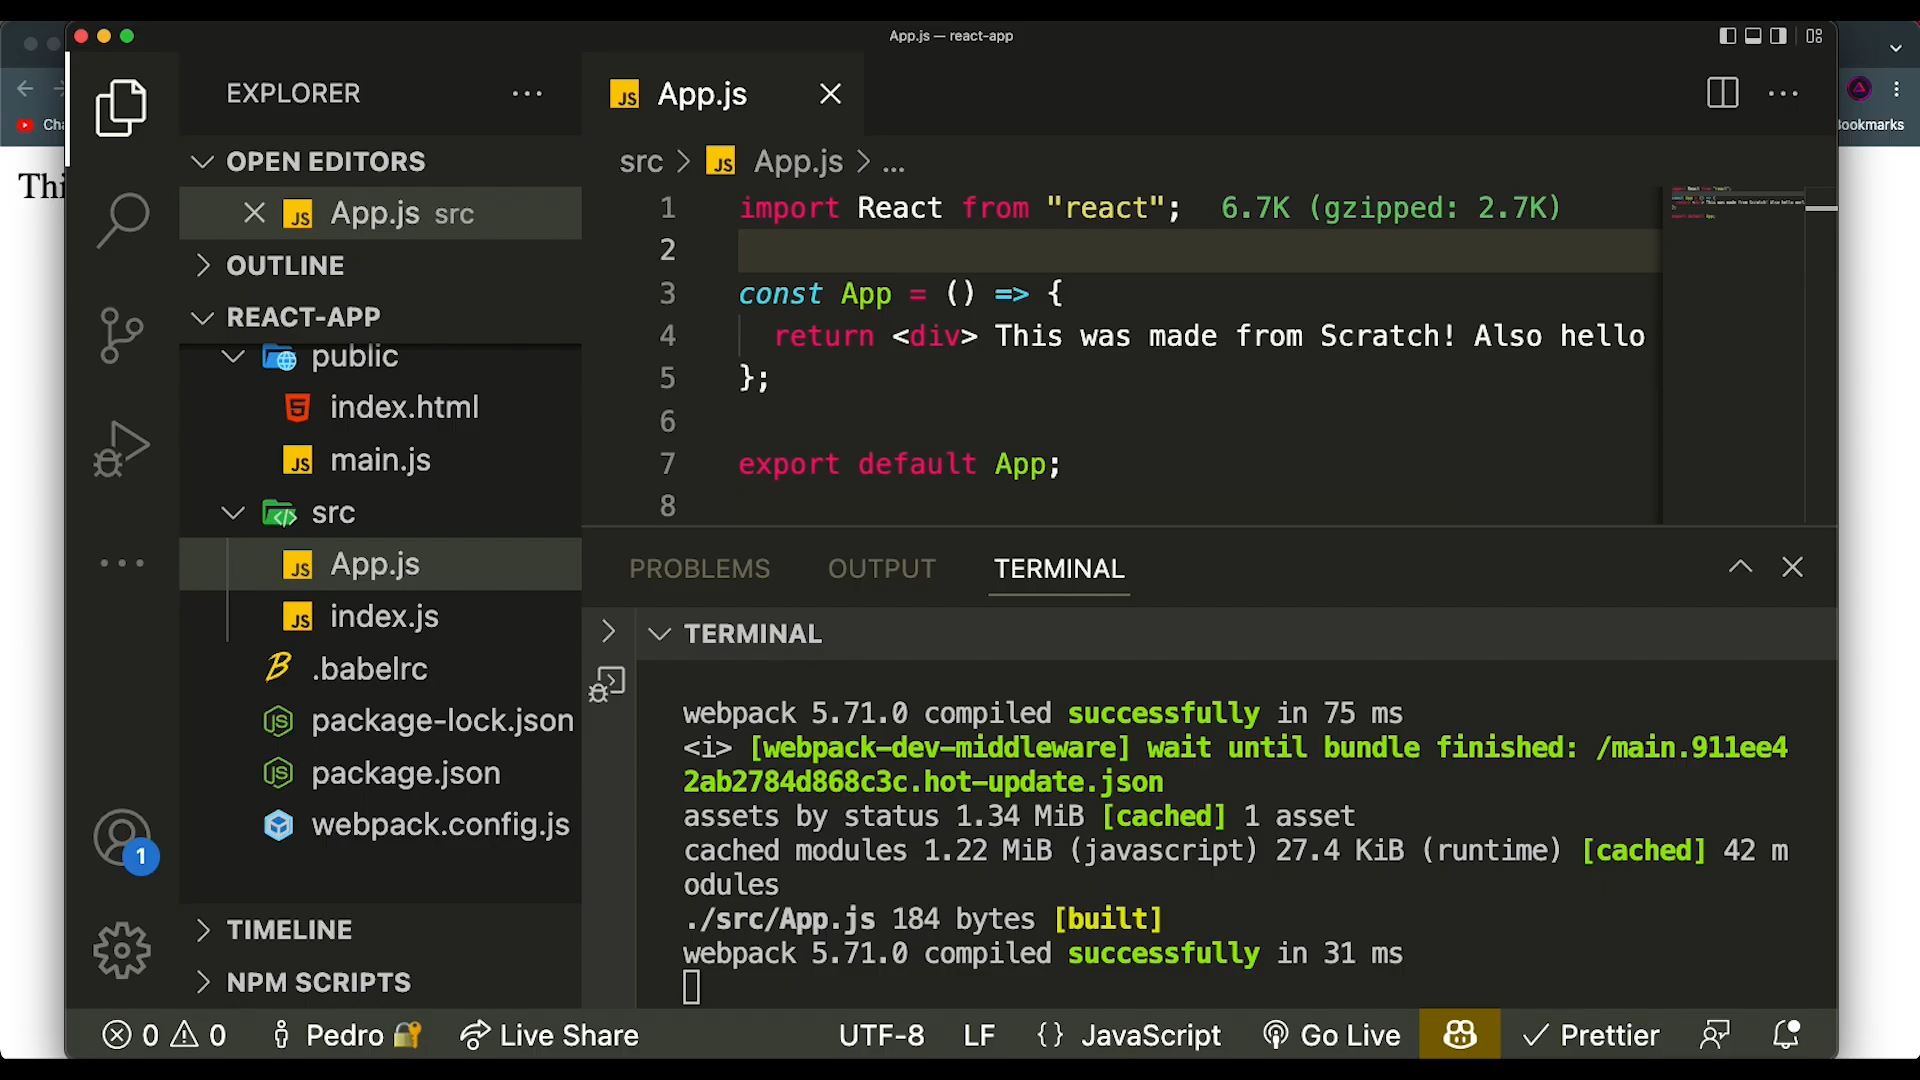 App.js — react-app
Cha
Bookmarks
Thi
EXPLORER
OPEN EDITORS
App.js src
OUTLINE
REACT-APP
public
index.html
main.js
src
App.js
index.js
.babelrc
package-lock.json
package.json
webpack.config.js
TIMELINE
NPM SCRIPTS
App.js
src > App.js > ...
1 import React from "react"; 6.7K (gzipped: 2.7K)
2
3 const App = () => {
4 return <div> This was made from Scratch! Also hello
5 };
6
7 export default App;
8
PROBLEMS OUTPUT TERMINAL
TERMINAL
webpack 5.71.0 compiled successfully in 75 ms
<i> [webpack-dev-middleware] wait until bundle finished: /main.911ee4
2ab2784d868c3c.hot-update.json
assets by status 1.34 MiB [cached] 1 asset
cached modules 1.22 MiB (javascript) 27.4 KiB (runtime) [cached] 42 m
odules
./src/App.js 184 bytes [built]
webpack 5.71.0 compiled successfully in 31 ms
1
0 0 Pedro Live Share UTF-8 LF {} JavaScript Go Live Prettier